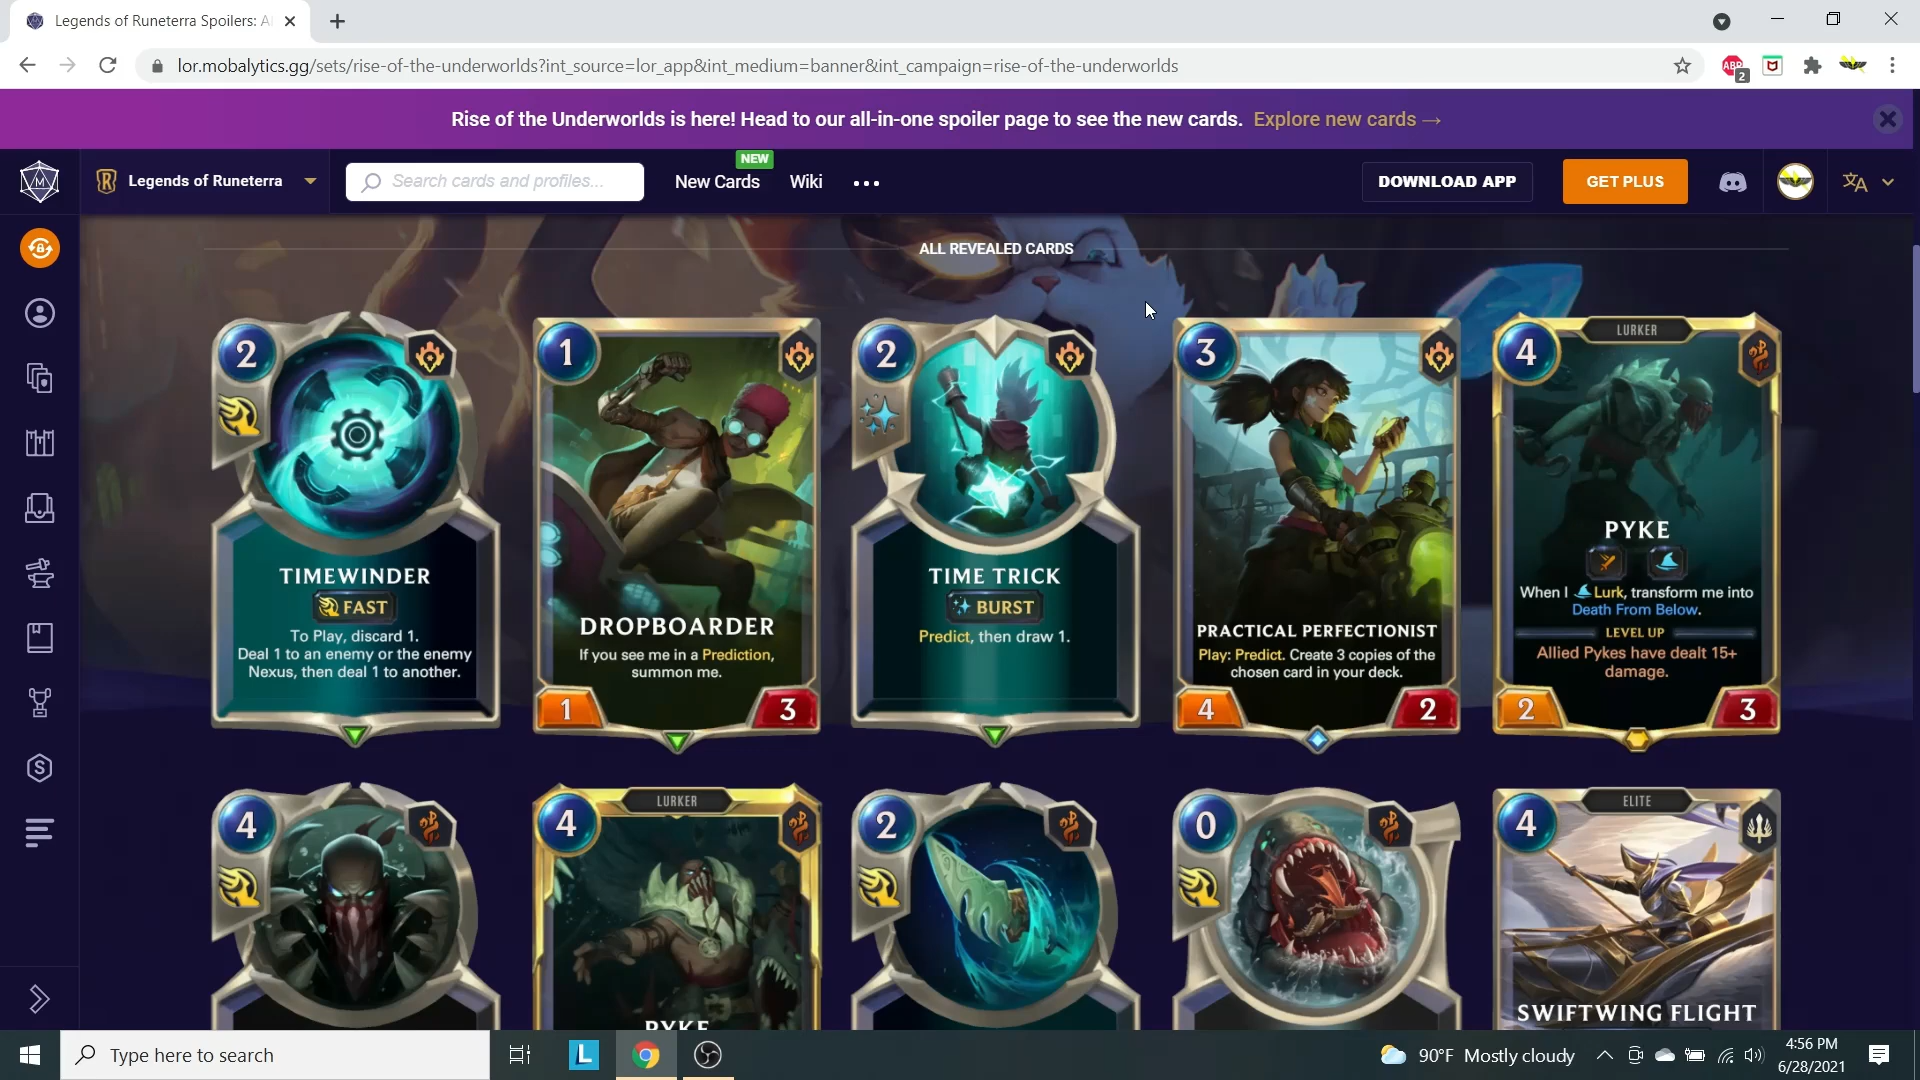 Legends of Runeterra Spoilers: Al
lor.mobalytics.gg/sets/rise-of-the-underworlds?int_source=lor_app&int_medium=banner&int_campaign=rise-of-the-underworlds
ABP
2
Rise of the Underworlds is here! Head to our all-in-one spoiler page to see the new cards. Explore new cards →
M
Legends of Runeterra
Search cards and profiles...
NEW
New Cards
Wiki
DOWNLOAD APP
GET PLUS
ALL REVEALED CARDS
2
TIMEWINDER
FAST
To Play, discard 1.
Deal 1 to an enemy or the enemy
Nexus, then deal 1 to another.
1
DROPBOARDER
If you see me in a Prediction,
summon me.
1
3
2
TIME TRICK
BURST
Predict, then draw 1.
3
PRACTICAL PERFECTIONIST
Play: Predict. Create 3 copies of the
chosen card in your deck.
4
2
4
LURKER
PYKE
When I Lurk, transform me into
Death From Below.
LEVEL UP
Allied Pykes have dealt 15+
damage.
2
3
4
4
LURKER
PYKE
2
0
4
ELITE
SWIFTWING FLIGHT
Type here to search
L
90°F Mostly cloudy
4:56 PM
6/28/2021